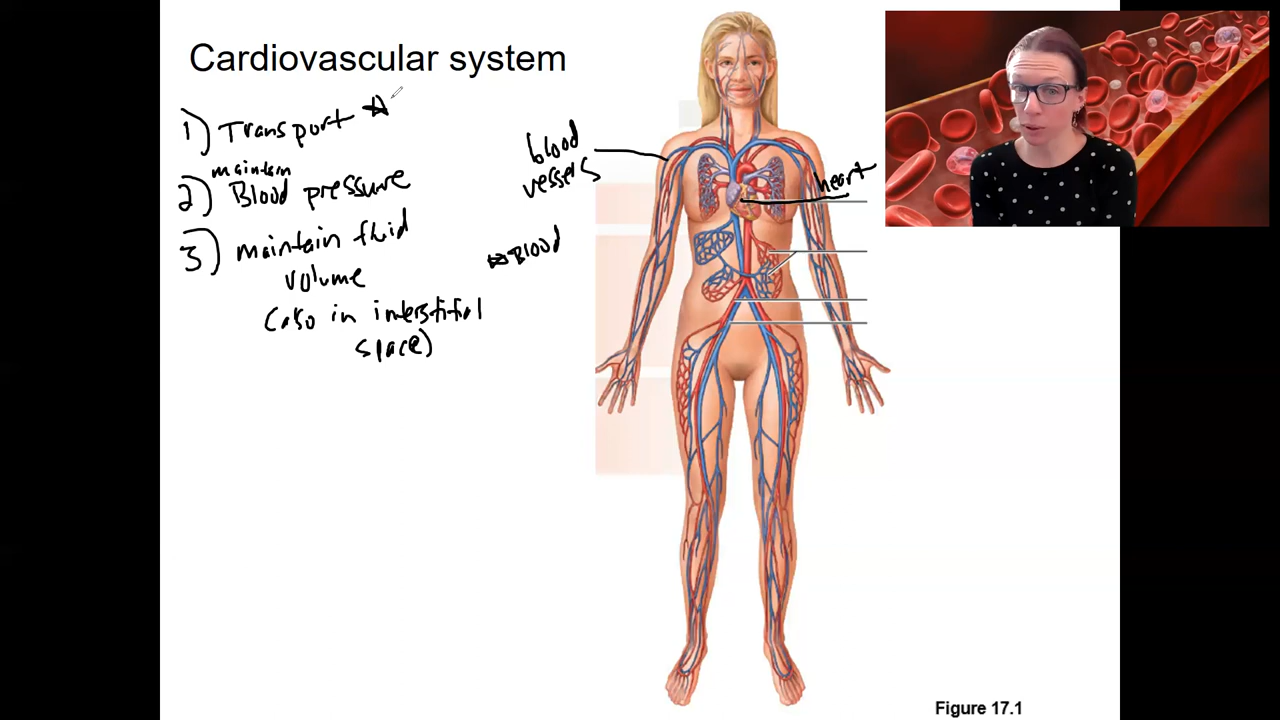 Cardiovascular system
1) Transport
maintain
2) Blood pressure
3) maintain fluid
volume
(also in interstitial
space)
blood
vessels
Blood
heart
Figure 17.1